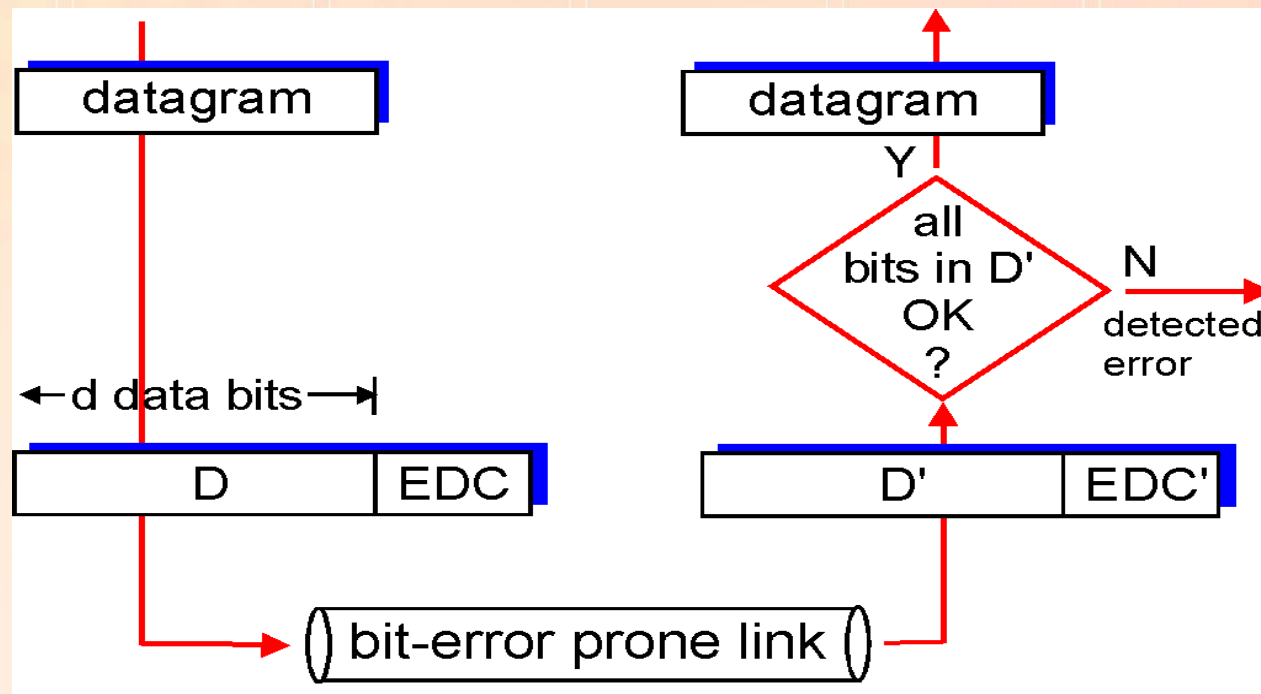 datagram
datagram
Y
all
bits in D'
OK
?
N
detected
error
d data bits
D
EDC
D'
EDC'
bit-error prone link